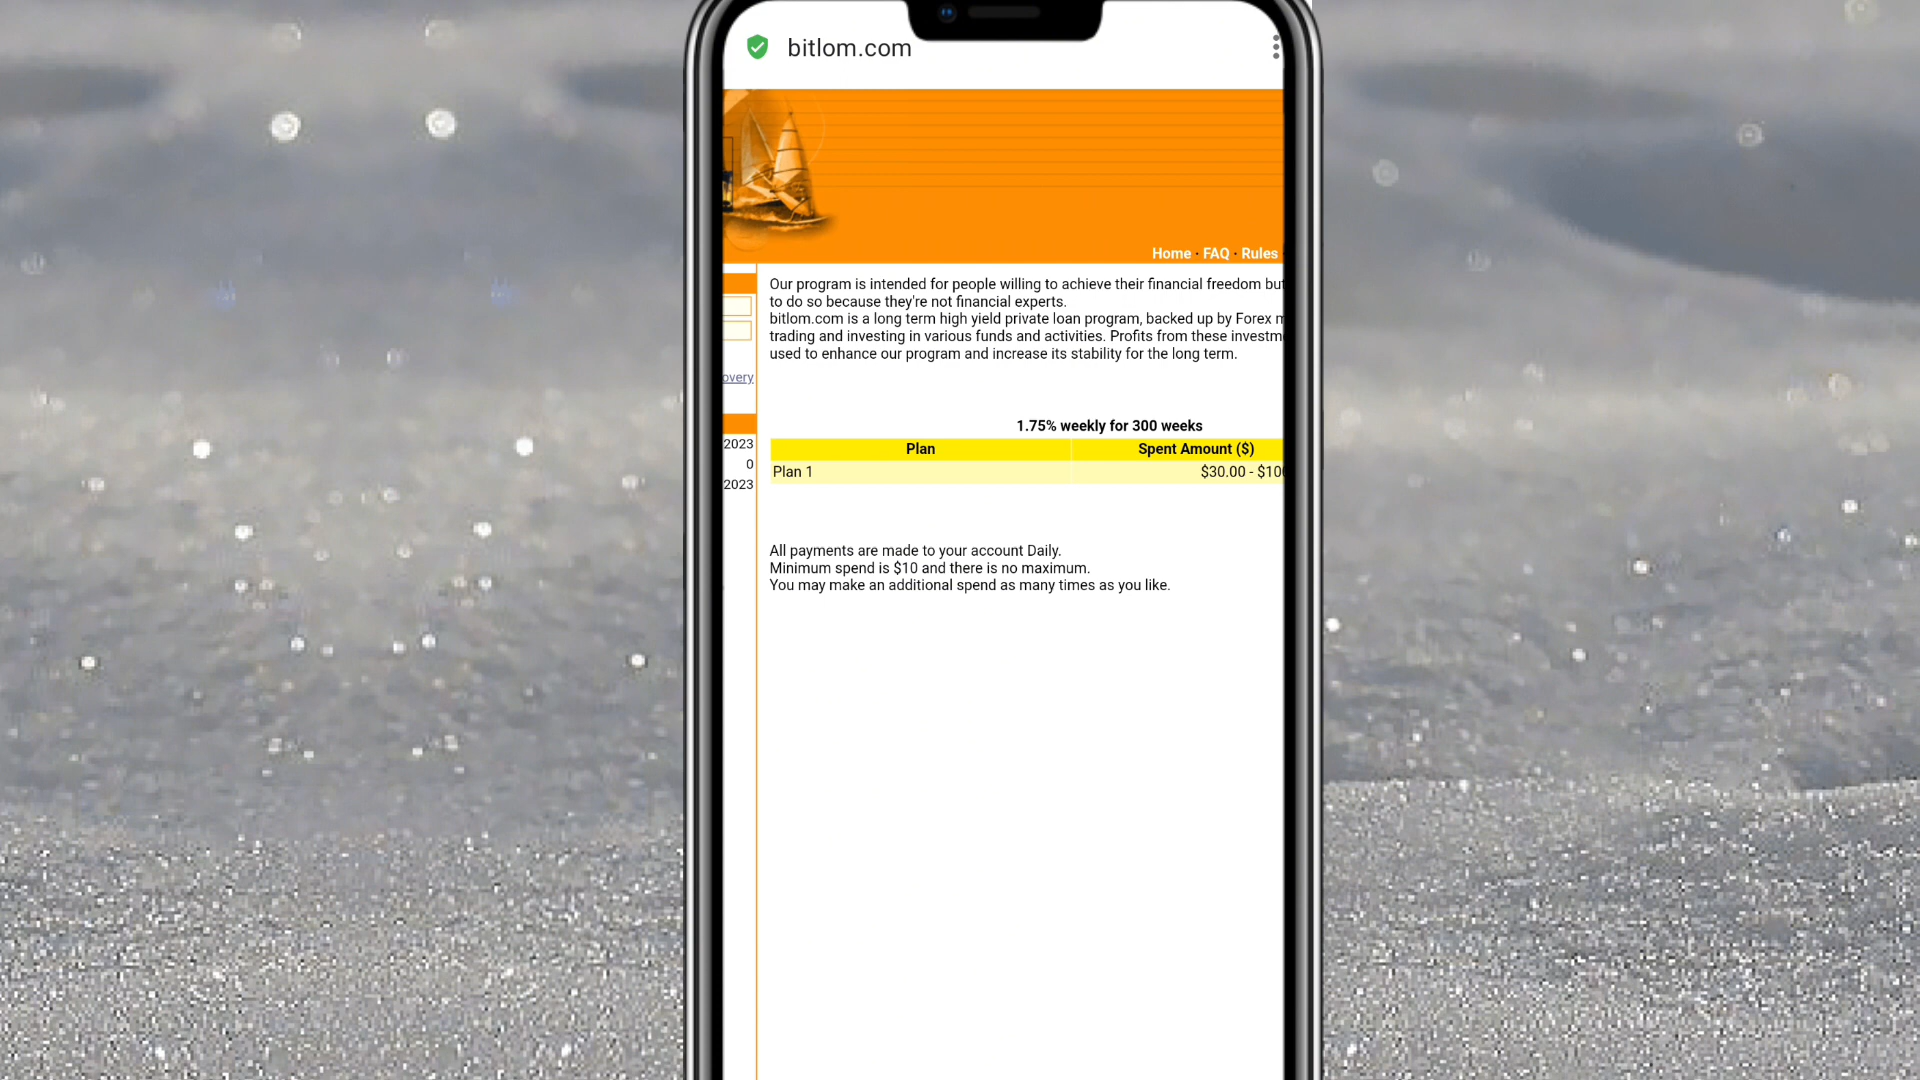 bitlom.com
Home · FAQ · Rules
Our program is intended for people willing to achieve their financial freedom but
to do so because they're not financial experts.
bitlom.com is a long term high yield private loan program, backed up by Forex
trading and investing in various funds and activities. Profits from these
used to enhance our program and increase its stability for the long term.
overy
2023
0
2023
1.75% weekly for 300 weeks
Plan Spent Amount ($)
Plan 1 $30.00 - $100
All payments are made to your account Daily.
Minimum spend is $10 and there is no maximum.
You may make an additional spend as many times as you like.